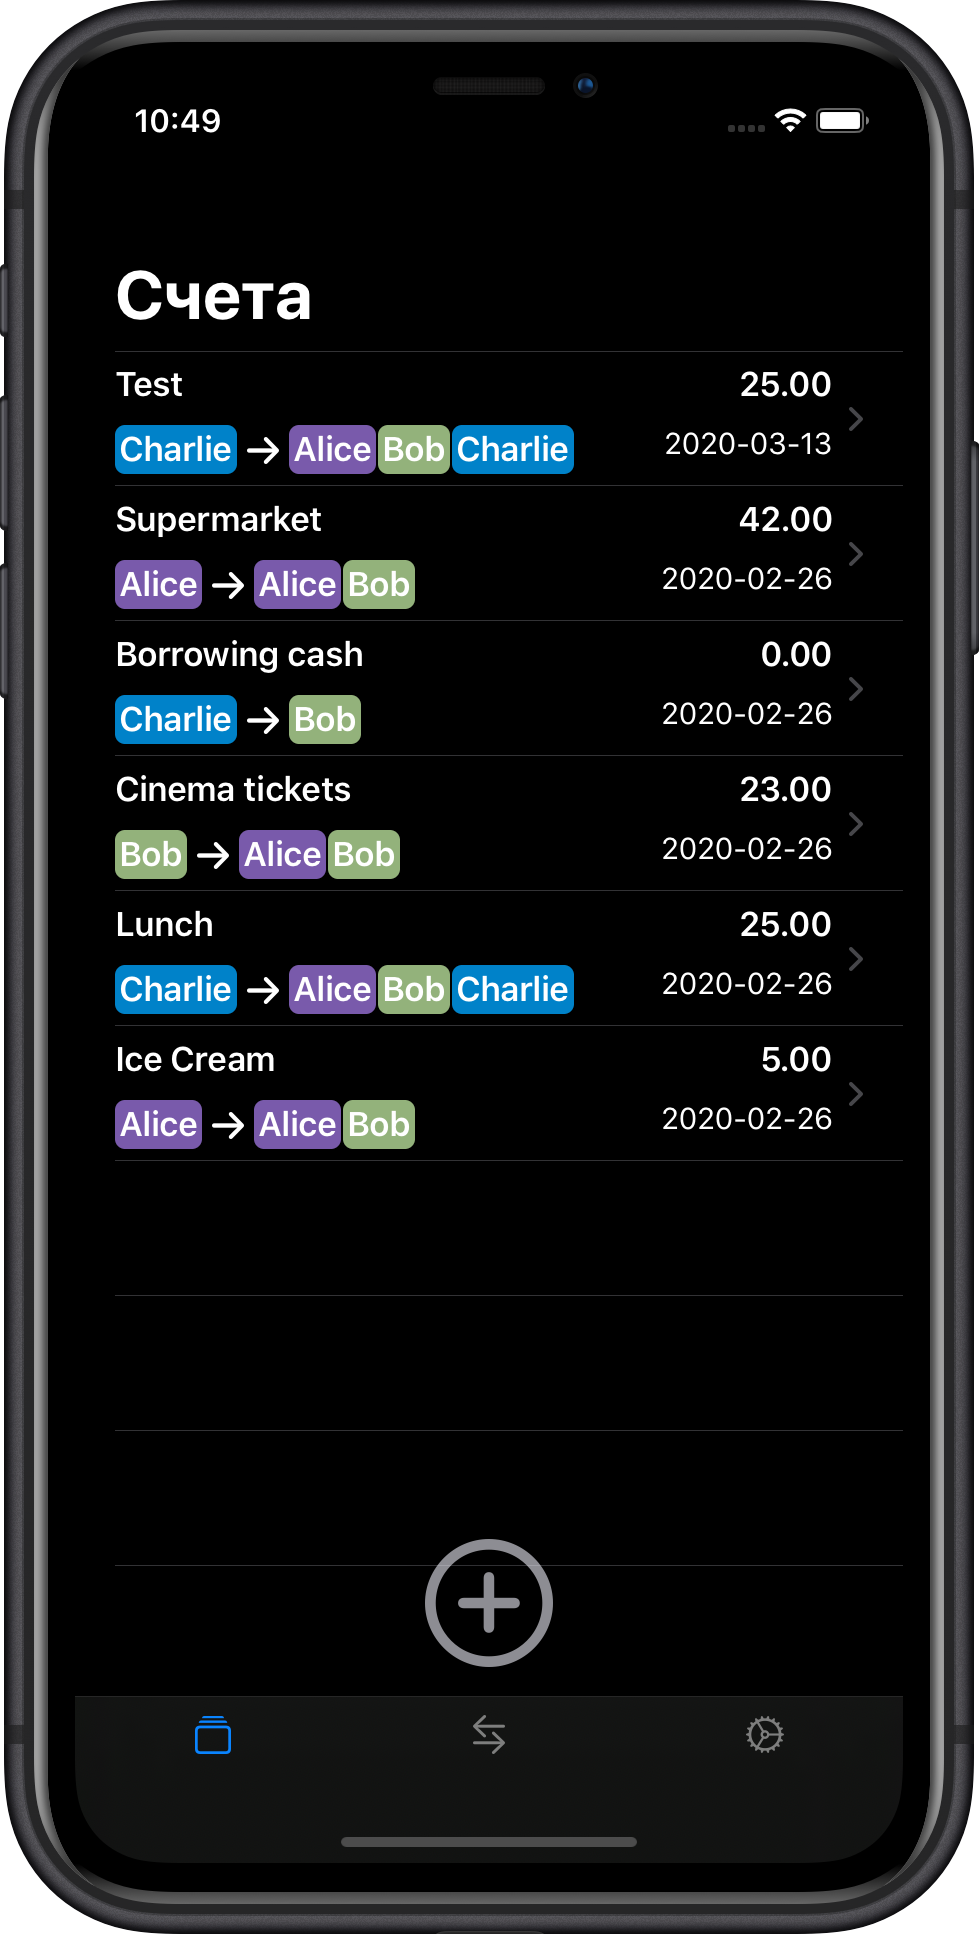 10:49
Счета
Test 25.00
Charlie → Alice Bob Charlie 2020-03-13
Supermarket 42.00
Alice → Alice Bob 2020-02-26
Borrowing cash 0.00
Charlie → Bob 2020-02-26
Cinema tickets 23.00
Bob → Alice Bob 2020-02-26
Lunch 25.00
Charlie → Alice Bob Charlie 2020-02-26
Ice Cream 5.00
Alice → Alice Bob 2020-02-26